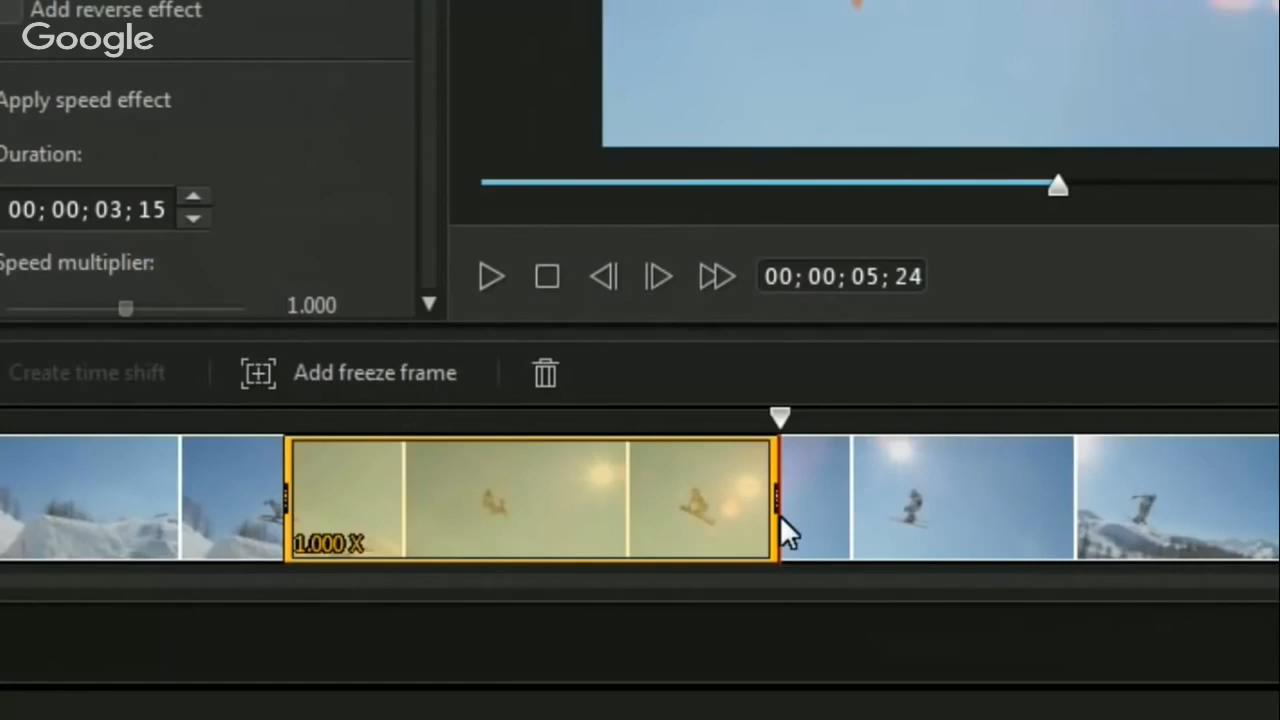 Add reverse effect
Google
Apply speed effect
Duration:
00; 00; 03; 15
Speed multiplier:
1.000
00; 00; 05; 24
Create time shift
Add freeze frame
1.000 X